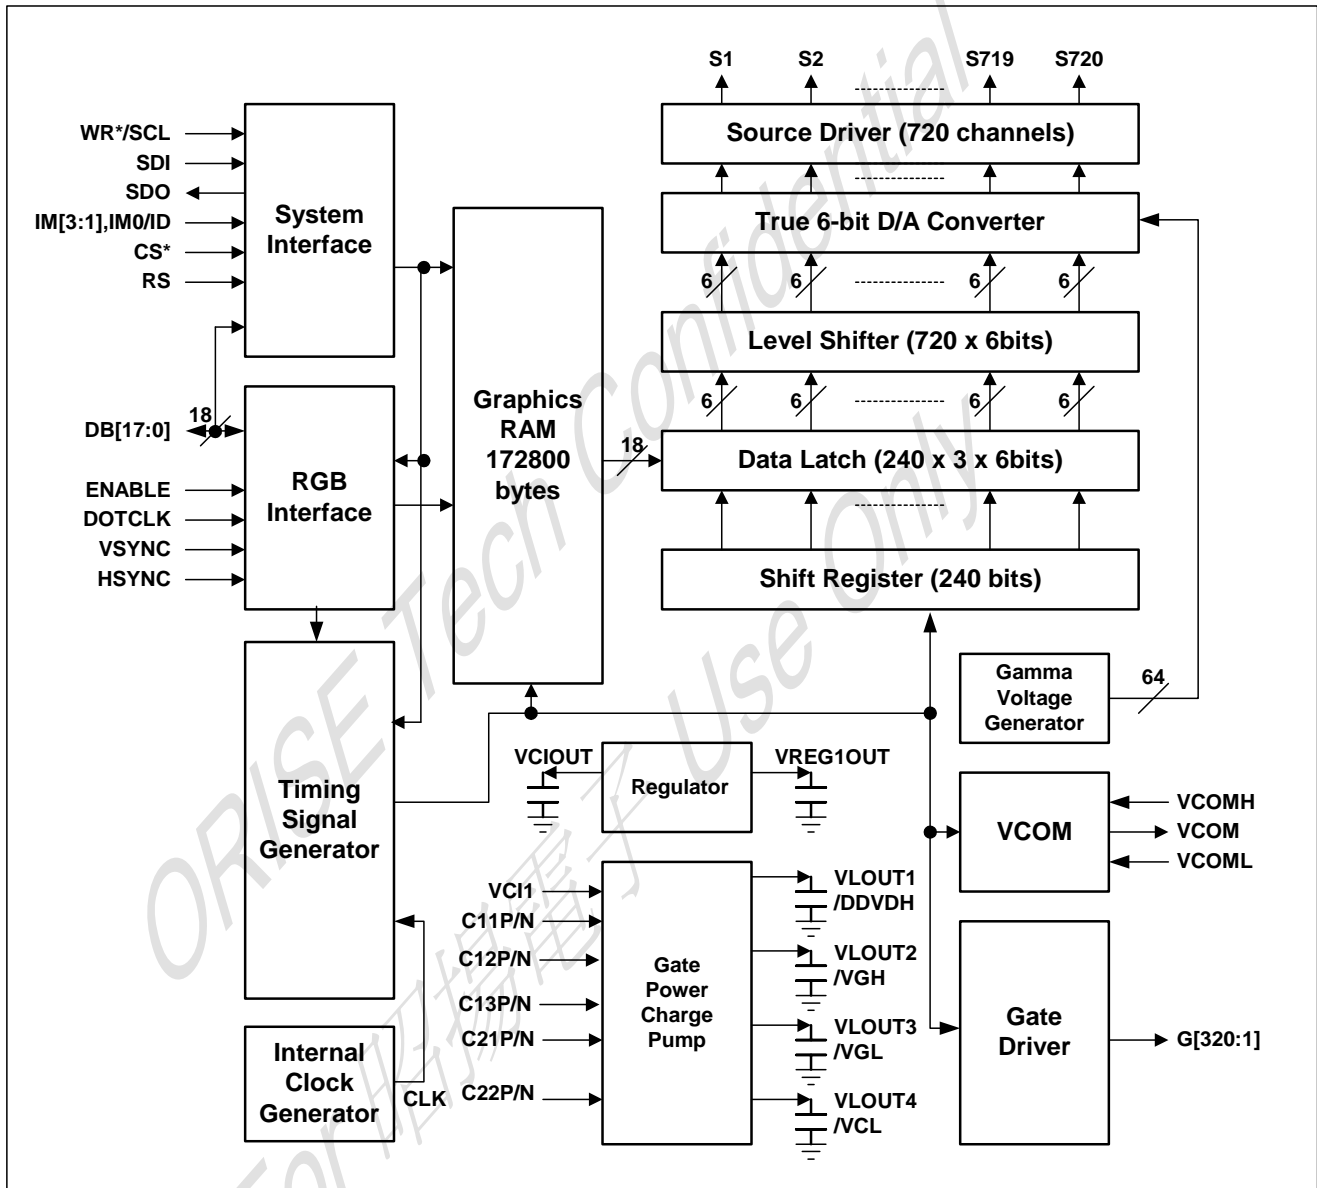 S1 S2 S719 S720
Source Driver (720 channels)
True 6-bit D/A Converter
6 6 6 6
Level Shifter (720 x 6bits)
6 6 6 6
Data Latch (240 x 3 x 6bits)
Shift Register (240 bits)
WR*/SCL
SDI
SDO
IM[3:1],IM0/ID
CS*
RS
System
Interface
DB[17:0]
18
ENABLE
DOTCLK
VSYNC
HSYNC
RGB
Interface
Graphics
RAM
172800
bytes
18
Timing
Signal
Generator
Internal
Clock
Generator
CLK
Gamma
Voltage
Generator
64
VCIOUT
Regulator
VREG1OUT
VCOM
VCOMH
VCOM
VCOML
VCI1
C11P/N
C12P/N
C13P/N
C21P/N
C22P/N
Gate
Power
Charge
Pump
VLOUT1
/DDVDH
VLOUT2
/VGH
VLOUT3
/VGL
VLOUT4
/VCL
Gate
Driver
G[320:1]
ORISE Tech Confidential
For 昭揚電子 Use Only